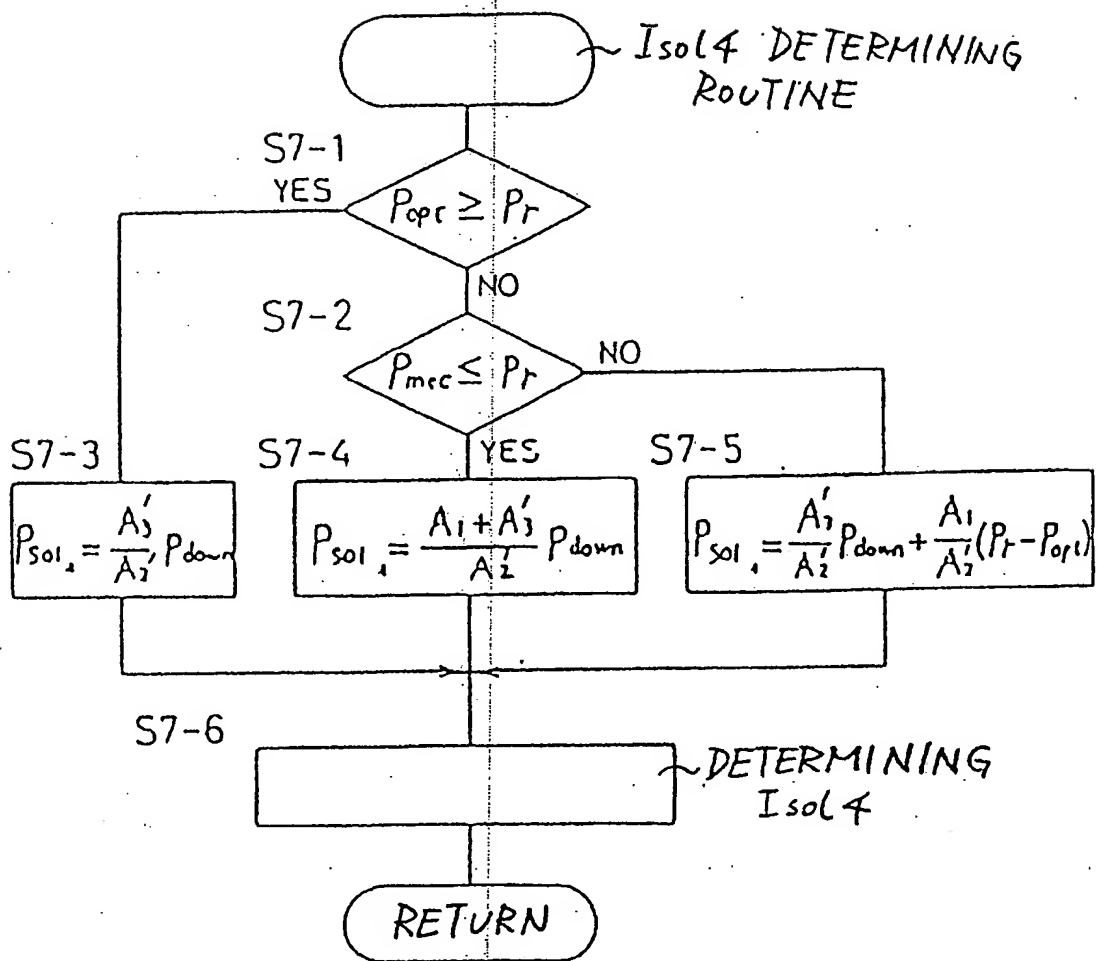 Isol4 DETERMINING
ROUTINE
S7-1
YES
Popr ≥ Pr
NO
S7-2
Pmec ≤ Pr
NO
YES
S7-3
Psol4 = A3'/A2' Pdown
S7-4
Psol4 = (A1 + A3')/A2' Pdown
S7-5
Psol4 = A3'/A2' Pdown + A1/A2' (Pr - Popr)
S7-6
DETERMINING
Isol4
RETURN